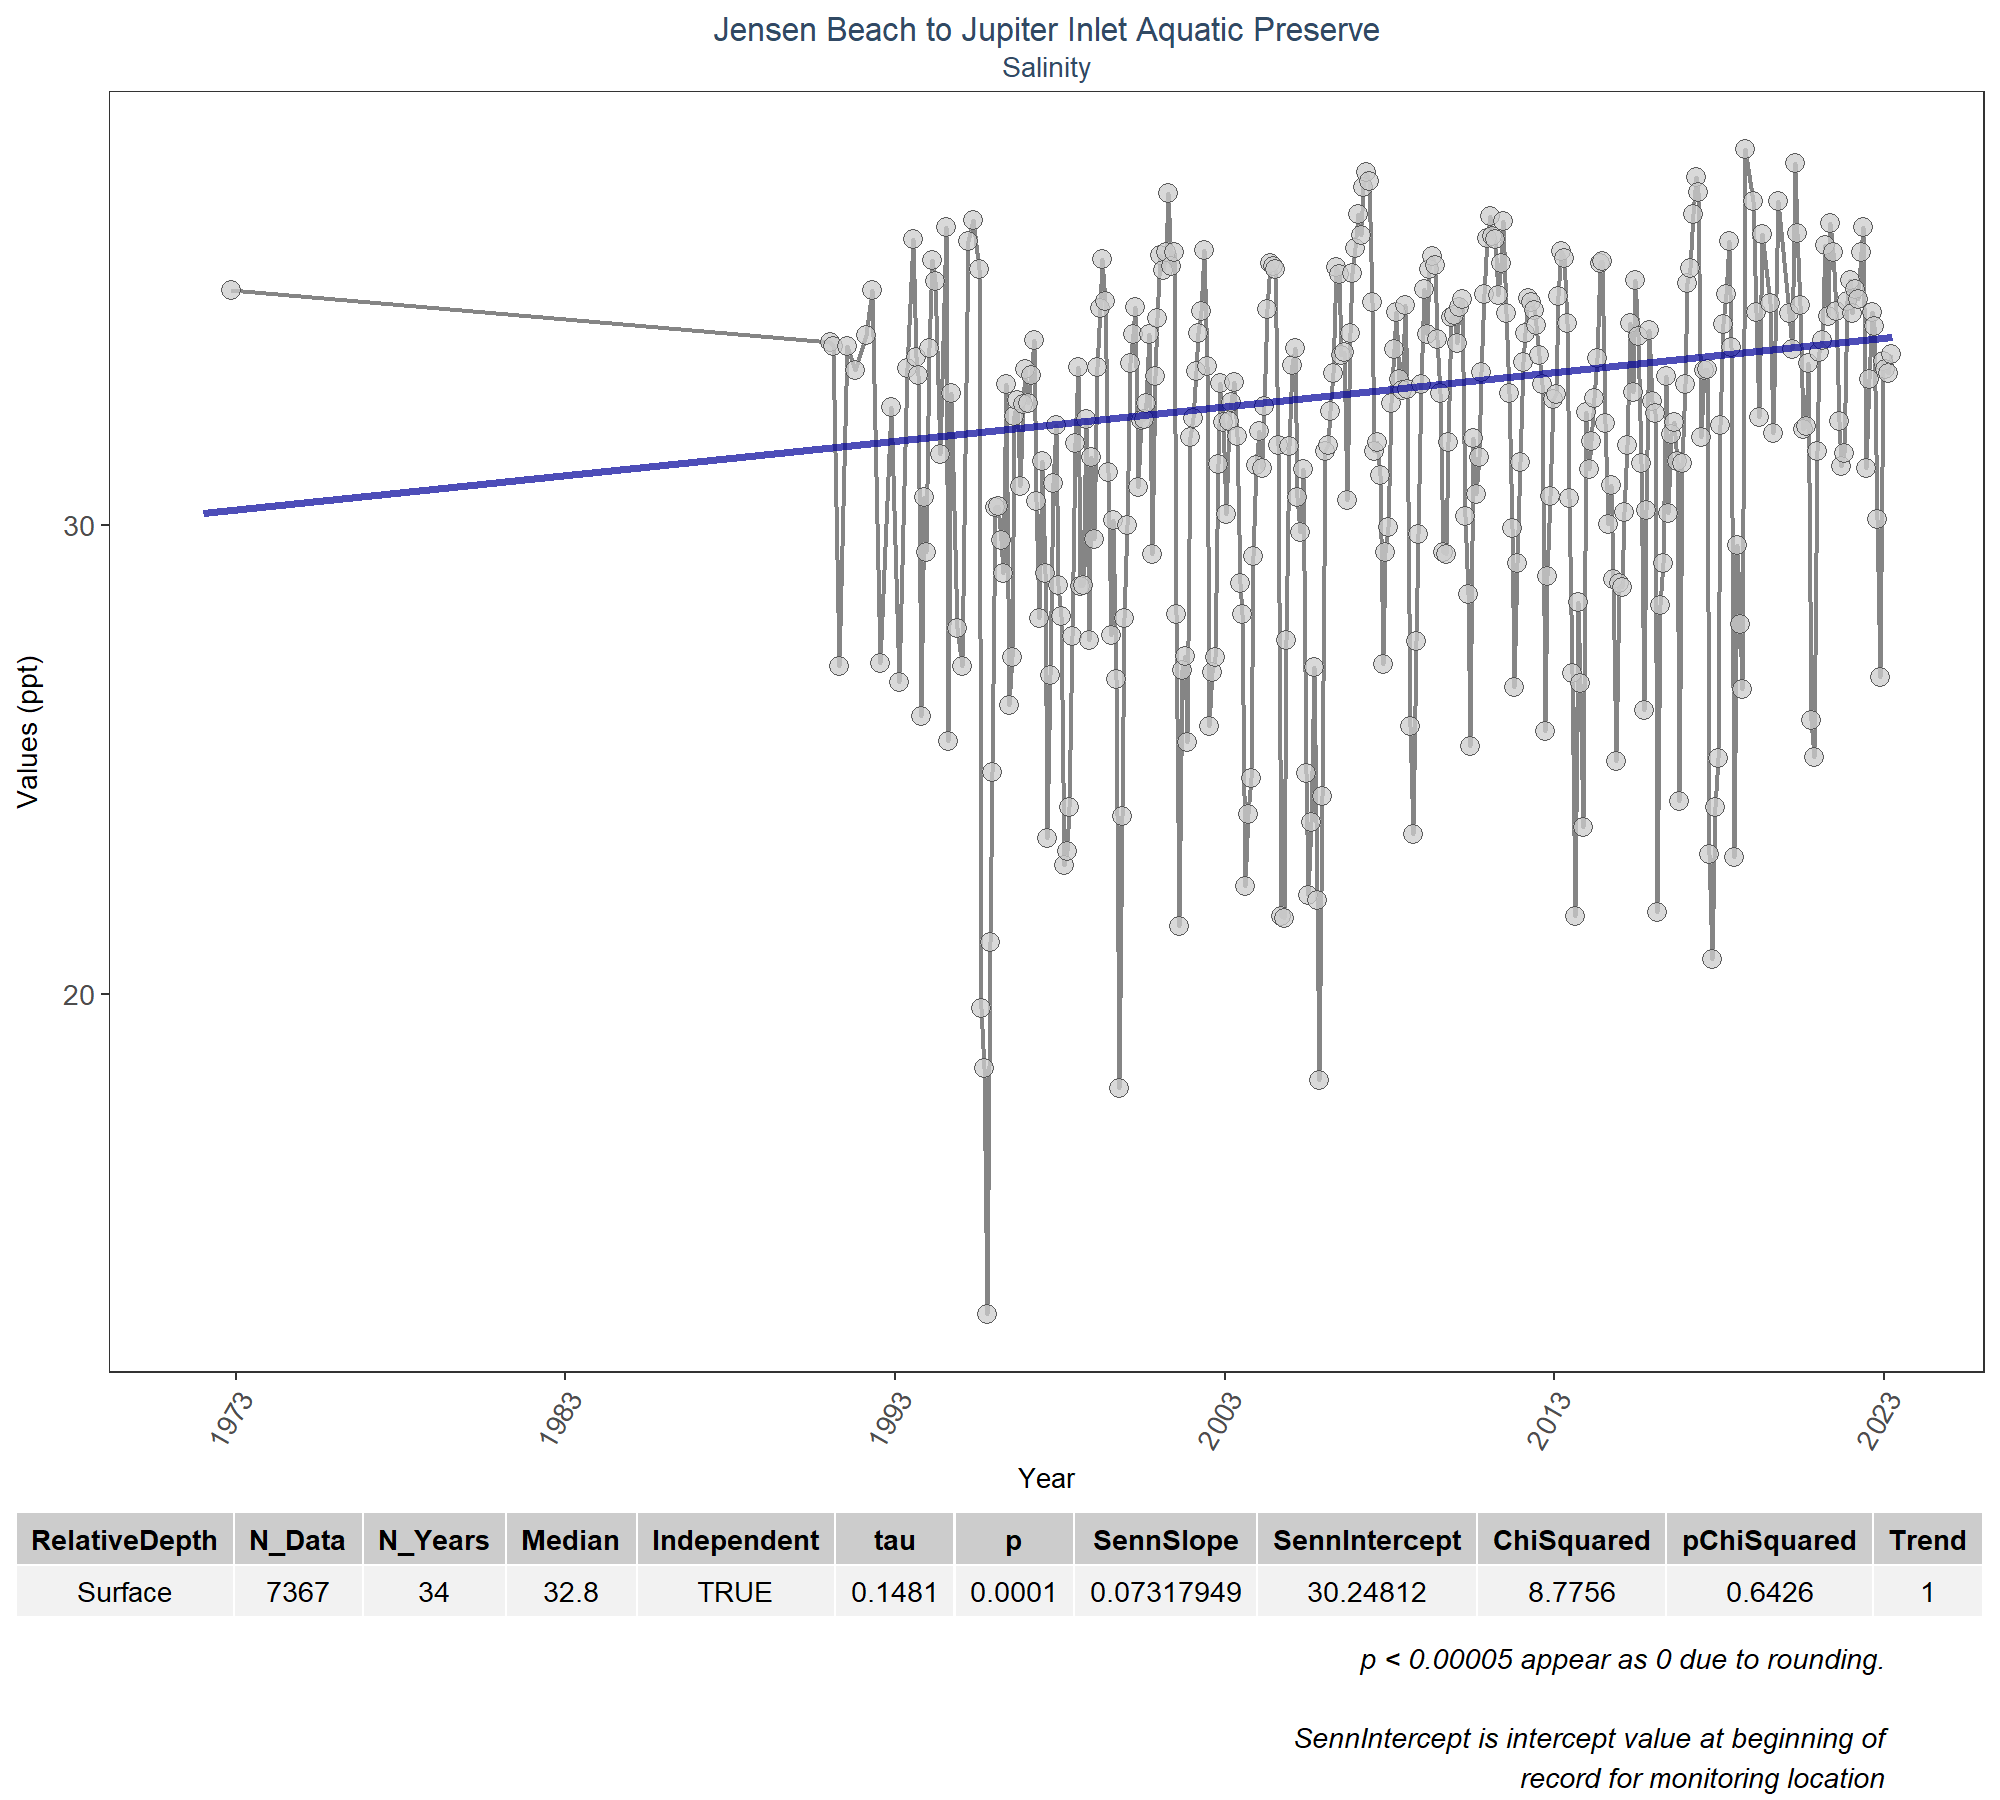 Jensen Beach to Jupiter Inlet Aquatic Preserve
Salinity
Values (ppt)
30
20
1973
1983
1993
2003
2013
2023
Year
RelativeDepth N_Data N_Years Median Independent tau p SennSlope SennIntercept ChiSquared pChiSquared Trend
Surface 7367 34 32.8 TRUE 0.1481 0.0001 0.07317949 30.24812 8.7756 0.6426 1
p < 0.00005 appear as 0 due to rounding.
SennIntercept is intercept value at beginning of
record for monitoring location